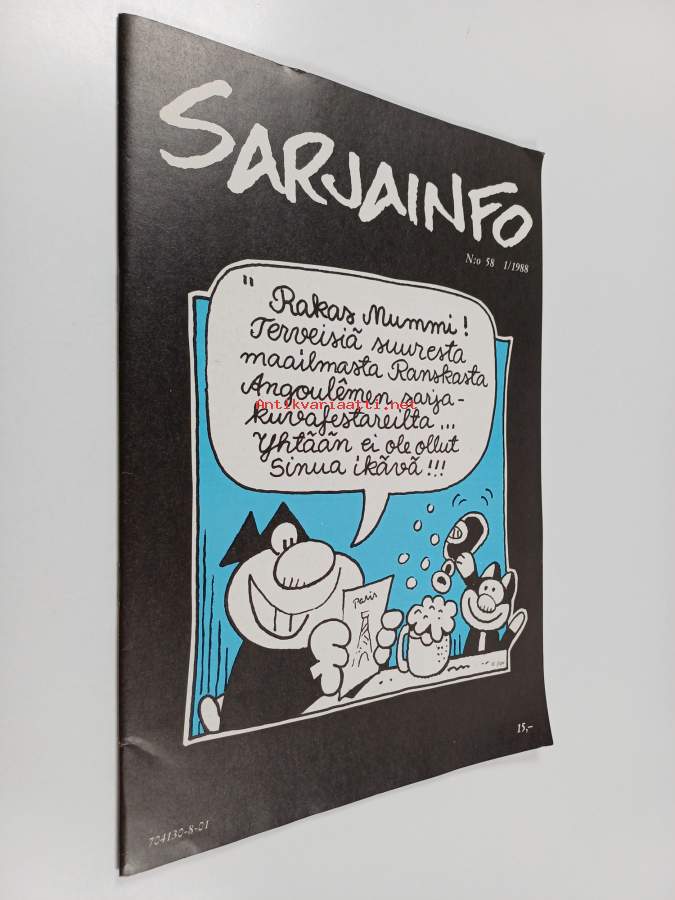 SARJAINFO
N:o 58 1/1988
" Rakas Mummi !
Terveisiä suuresta
maailmasta Ranskasta
Angoulêmen sarja-
kuvafestareilta ...
Yhtään ei ole ollut
Sinua ikävä !!!
Antikvariaatti.net
Paris
15,-
704130-8-01